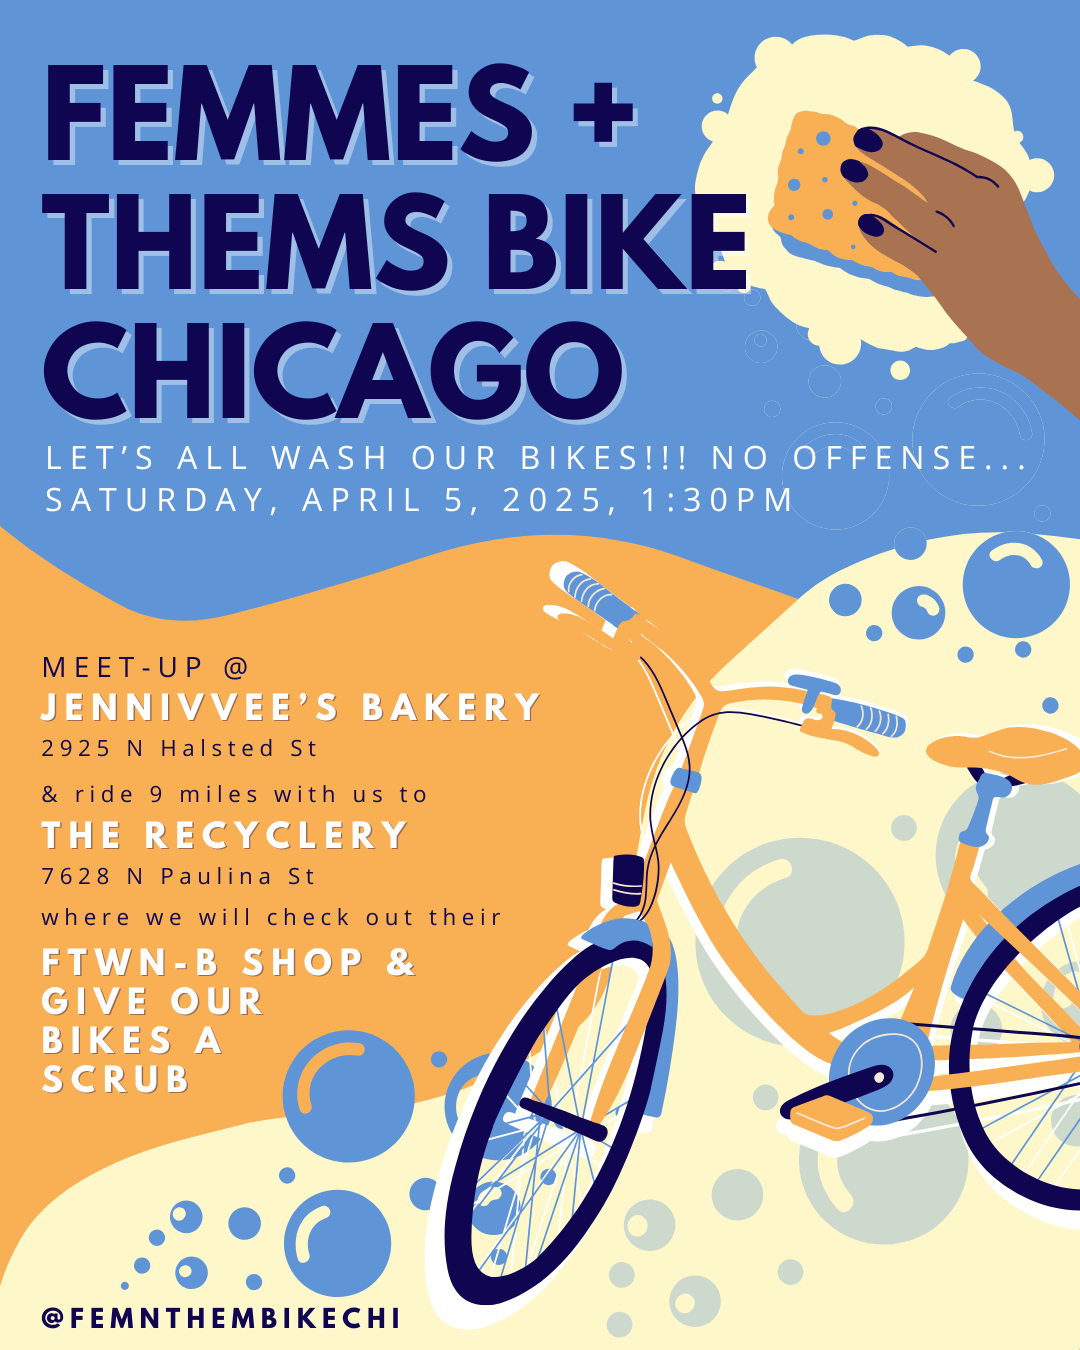 FEMMES +
THEMS BIKE
CHICAGO
LET’S ALL WASH OUR BIKES!!! NO OFFENSE...
SATURDAY, APRIL 5, 2025, 1:30PM
MEET-UP @
JENNIVVEE’S BAKERY
2925 N Halsted St
& ride 9 miles with us to
THE RECYCLERY
7628 N Paulina St
where we will check out their
FTWN-B SHOP &
GIVE OUR
BIKES A
SCRUB
@FEMNTHEMBIKECHI